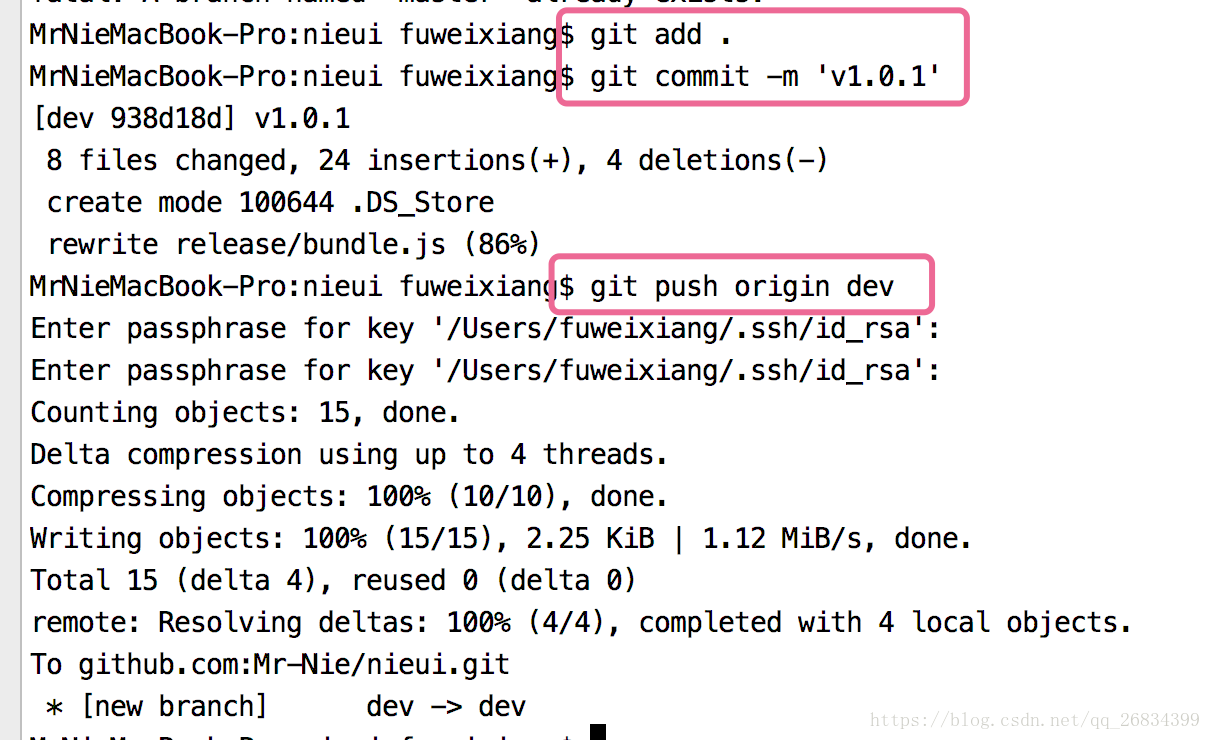 fatal: A branch named 'master' already exists.
MrNieMacBook-Pro:nieui fuweixiang$ git add .
MrNieMacBook-Pro:nieui fuweixiang$ git commit -m 'v1.0.1'
[dev 938d18d] v1.0.1
 8 files changed, 24 insertions(+), 4 deletions(-)
 create mode 100644 .DS_Store
 rewrite release/bundle.js (86%)
MrNieMacBook-Pro:nieui fuweixiang$ git push origin dev
Enter passphrase for key '/Users/fuweixiang/.ssh/id_rsa':
Enter passphrase for key '/Users/fuweixiang/.ssh/id_rsa':
Counting objects: 15, done.
Delta compression using up to 4 threads.
Compressing objects: 100% (10/10), done.
Writing objects: 100% (15/15), 2.25 KiB | 1.12 MiB/s, done.
Total 15 (delta 4), reused 0 (delta 0)
remote: Resolving deltas: 100% (4/4), completed with 4 local objects.
To github.com:Mr-Nie/nieui.git
 * [new branch]      dev -> dev
https://blog.csdn.net/qq_26834399